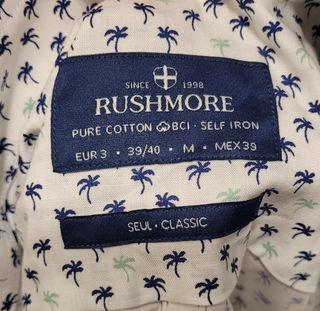 SINCE 1998
RUSHMORE
PURE COTTON BCI · SELF IRON
EUR 3 · 39/40 · M · MEX 39
SEUL · CLASSIC